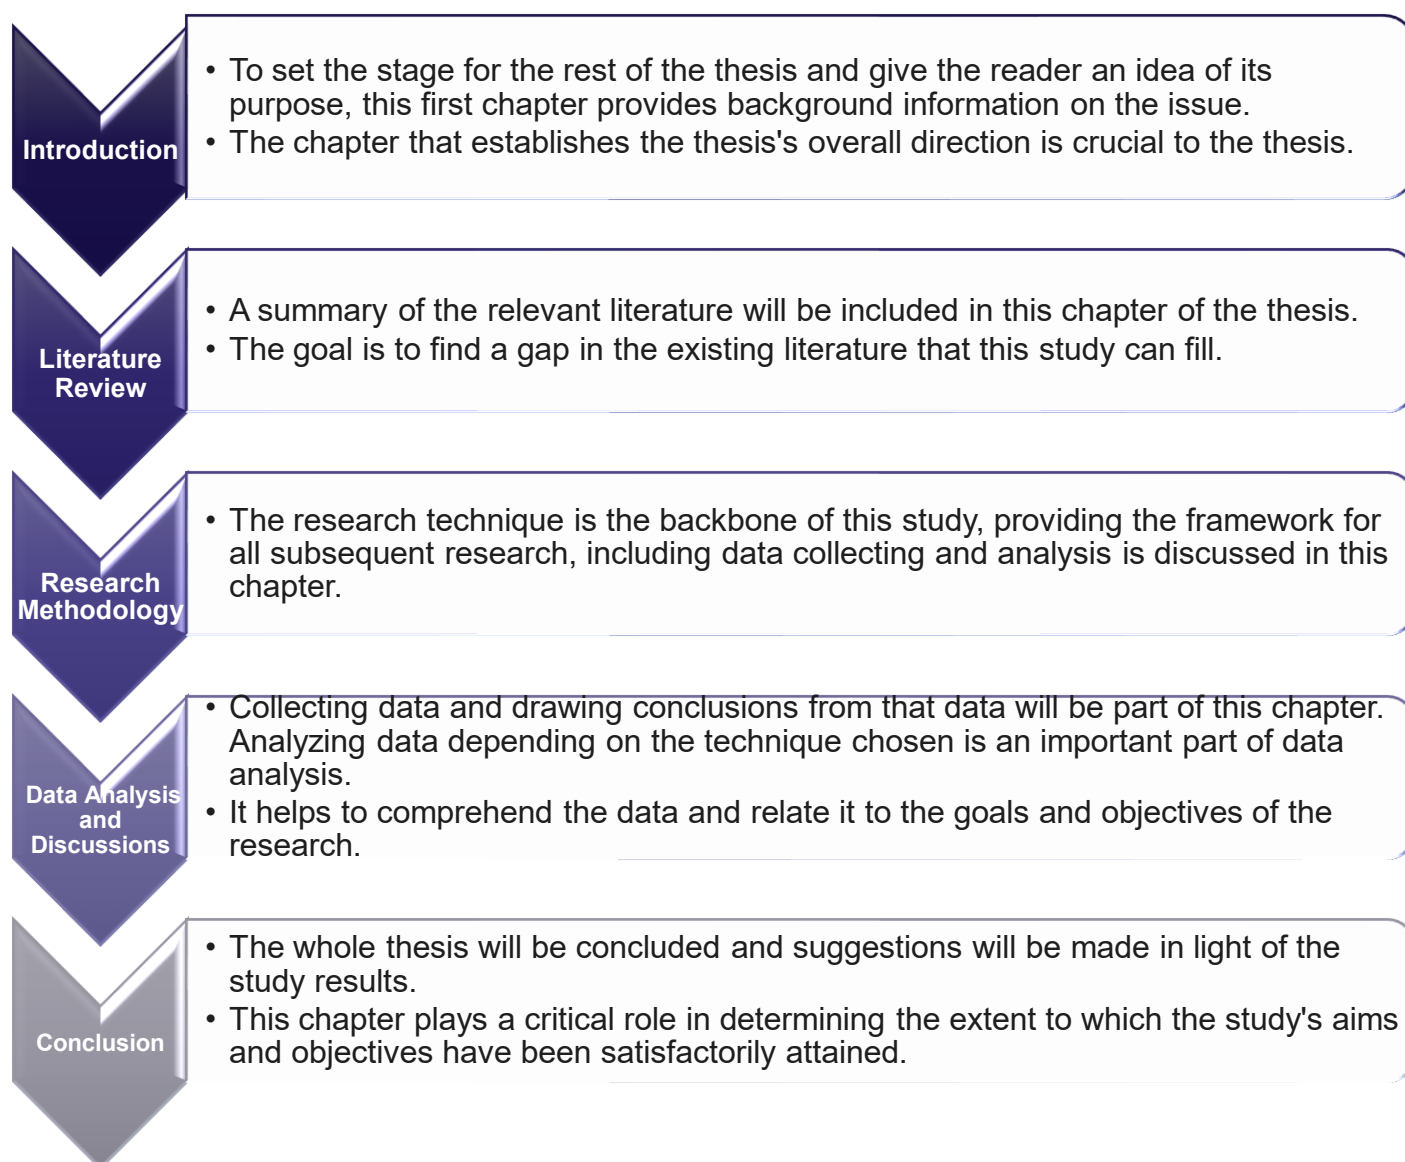 Introduction
• To set the stage for the rest of the thesis and give the reader an idea of its
purpose, this first chapter provides background information on the issue.
• The chapter that establishes the thesis's overall direction is crucial to the thesis.
Literature
Review
• A summary of the relevant literature will be included in this chapter of the thesis.
• The goal is to find a gap in the existing literature that this study can fill.
Research
Methodology
• The research technique is the backbone of this study, providing the framework for
all subsequent research, including data collecting and analysis is discussed in this
chapter.
Data Analysis
and
Discussions
• Collecting data and drawing conclusions from that data will be part of this chapter.
Analyzing data depending on the technique chosen is an important part of data
analysis.
• It helps to comprehend the data and relate it to the goals and objectives of the
research.
Conclusion
• The whole thesis will be concluded and suggestions will be made in light of the
study results.
• This chapter plays a critical role in determining the extent to which the study's aims
and objectives have been satisfactorily attained.